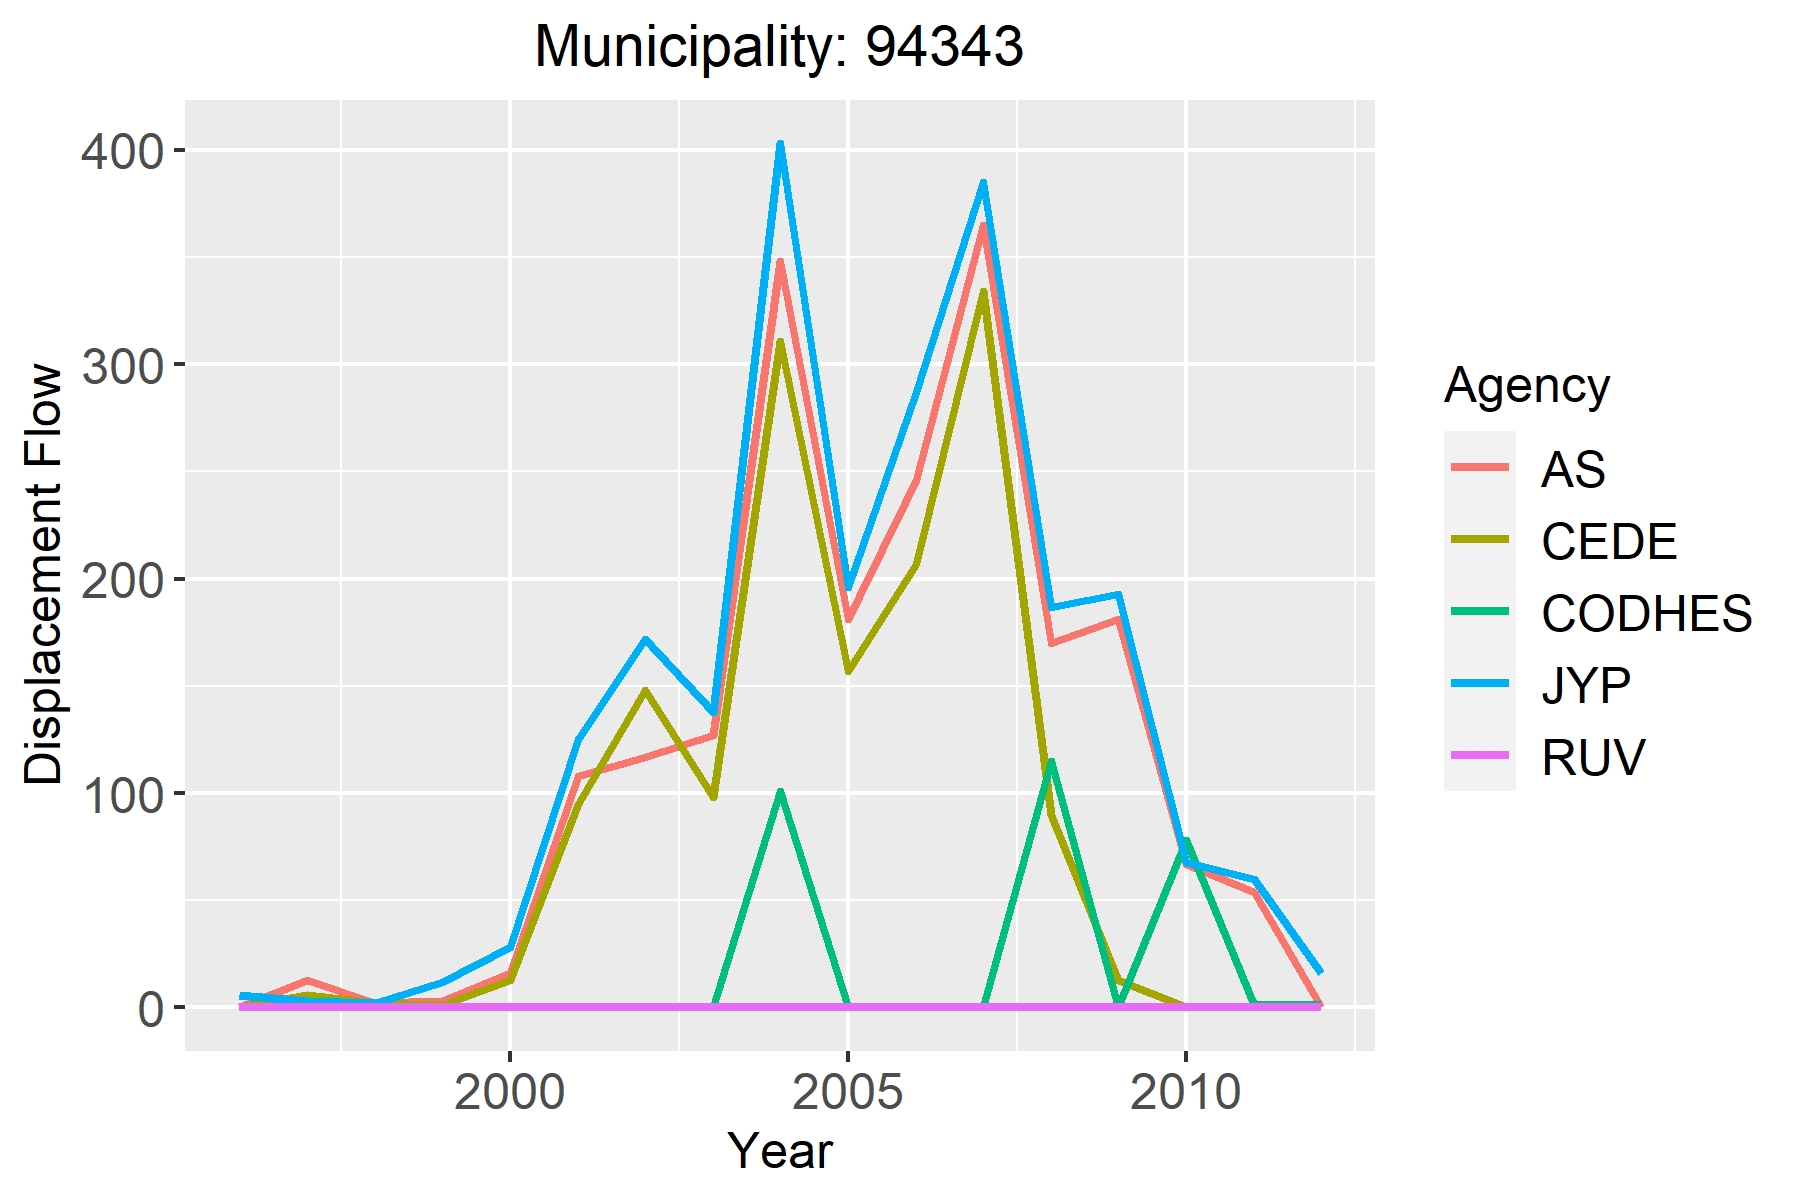 Municipality: 94343
400
300
200
100
0
Displacement Flow
2000 2005 2010
Year
Agency
AS
CEDE
CODHES
JYP
RUV